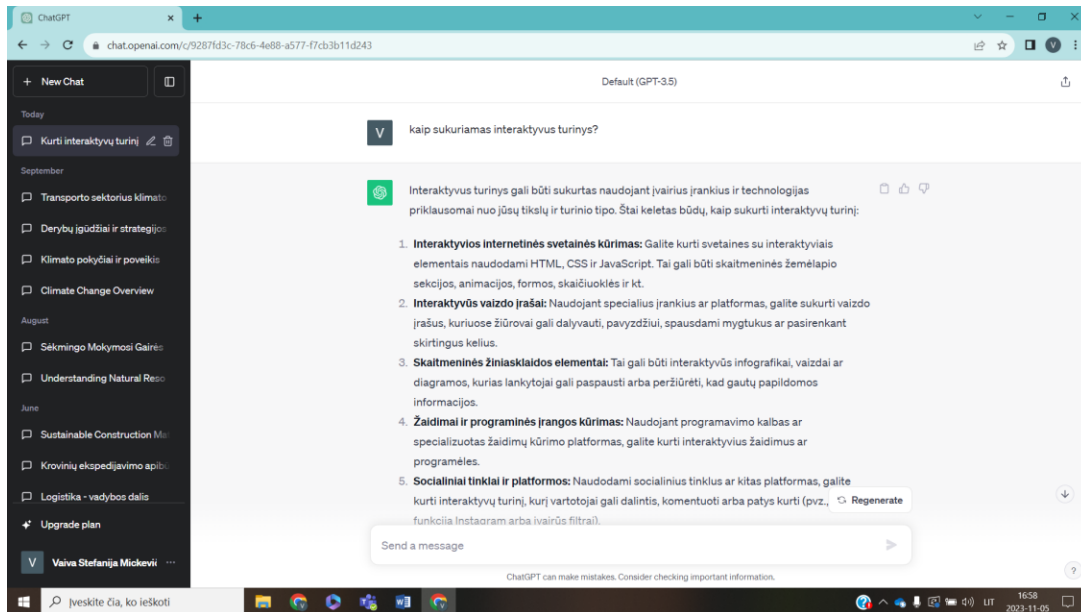 ChatGPT
chat.openai.com/c/9287fd3c-78c6-4e88-a577-f7cb3b11d243
V
New Chat
Default (GPT-3.5)
Today
Kurti interaktyvų turinį
September
Transporto sektorius klimato
Derybų įgūdžiai ir strategijos
Klimato pokyčiai ir poveikis
Climate Change Overview
August
Sėkmingo Mokymosi Gairės
Understanding Natural Reso
June
Sustainable Construction Mat
Krovinių ekspedijavimo apibū
Logistika - vadybos dalis
Upgrade plan
V
Vaiva Stefanija Mickevič
V
kaip sukuriamas interaktyvus turinys?
Interaktyvus turinys gali būti sukurtas naudojant įvairius įrankius ir technologijas
priklausomai nuo jūsų tikslų ir turinio tipo. Štai keletas būdų, kaip sukurti interaktyvų turinį:
1. Interaktyvios internetinės svetainės kūrimas: Galite kurti svetaines su interaktyviais
elementais naudodami HTML, CSS ir JavaScript. Tai gali būti skaitmeninės žemėlapio
sekcijos, animacijos, formos, skaičiuoklės ir kt.
2. Interaktyvūs vaizdo įrašai: Naudojant specialius įrankius ar platformas, galite sukurti vaizdo
įrašus, kuriuose žiūrovai gali dalyvauti, pavyzdžiui, spausdami mygtukus ar pasirenkant
skirtingus kelius.
3. Skaitmeninės žiniasklaidos elementai: Tai gali būti interaktyvūs infografikai, vaizdai ar
diagramos, kurias lankytojai gali paspausti arba peržiūrėti, kad gautų papildomos
informacijos.
4. Žaidimai ir programinės įrangos kūrimas: Naudojant programavimo kalbas ar
specializuotas žaidimų kūrimo platformas, galite kurti interaktyvius žaidimus ar
programėles.
5. Socialiniai tinklai ir platformos: Naudodami socialinius tinklus ar kitas platformas, galite
kurti interaktyvų turinį, kurį vartotojai gali dalintis, komentuoti arba patys kurti (pvz.,
funkcija Instagram arba įvairūs filtrai).
Regenerate
Send a message
ChatGPT can make mistakes. Consider checking important information.
?
Įveskite čia, ko ieškoti
LIT
16:58
2023-11-05